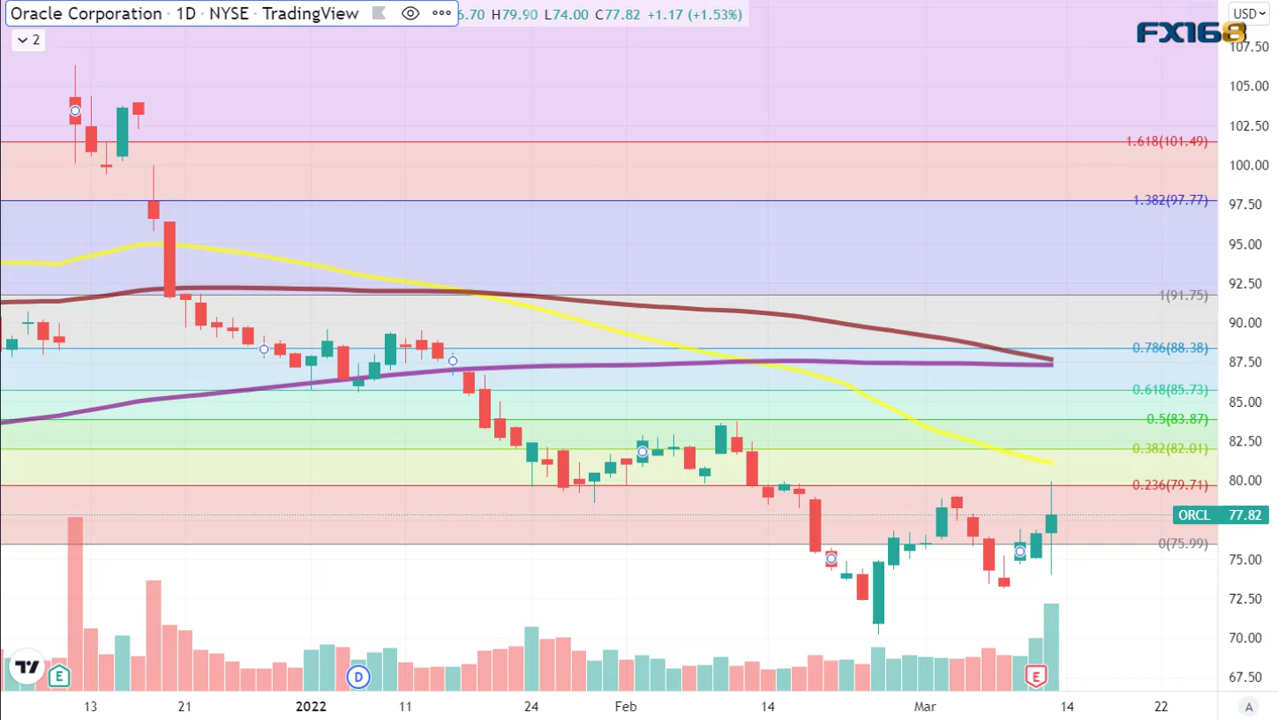 Oracle Corporation · 1D · NYSE · TradingView
6.70 H79.90 L74.00 C77.82 +1.17 (+1.53%)
USD
2
FX168
107.50
105.00
102.50
1.618(101.49)
100.00
1.382(97.77)
97.50
95.00
92.50
1(91.75)
90.00
0.786(88.38)
87.50
0.618(85.73)
85.00
0.5(83.87)
82.50
0.382(82.01)
80.00
0.236(79.71)
ORCL 77.82
0(75.99)
75.00
72.50
70.00
67.50
E
D
E
13 21 2022 11 24 Feb 14 Mar 14 22
A